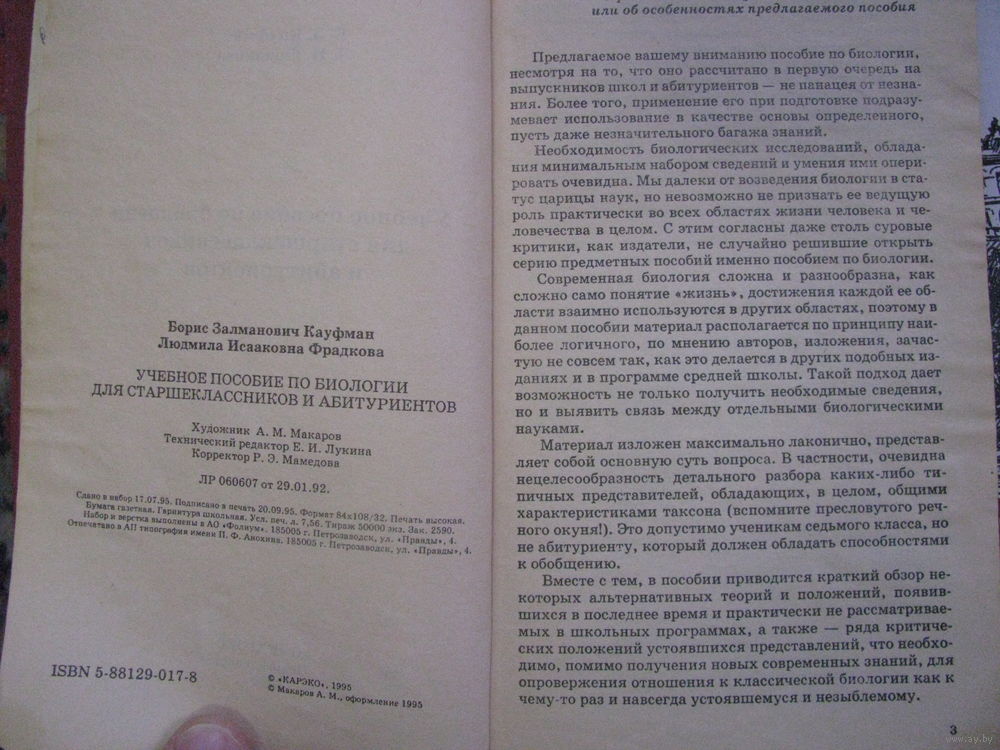 Борис Залманович Кауфман
Людмила Исааковна Фрадкова
УЧЕБНОЕ ПОСОБИЕ ПО БИОЛОГИИ
ДЛЯ СТАРШЕКЛАССНИКОВ И АБИТУРИЕНТОВ
Художник А. М. Макаров
Технический редактор Е. И. Лукина
Корректор Р. Э. Мамедова
ЛР 060607 от 29.01.92.
Сдано в набор 17.07.95. Подписано в печать 20.09.95. Формат 84х108/32. Печать высокая.
Бумага газетная. Гарнитура школьная. Усл. печ. л. 7,56. Тираж 50000 экз. Зак. 2590.
Набор и верстка выполнены в АО «Фолиум». 185005 г. Петрозаводск, ул. «Правды», 4.
Отпечатано в АП типография имени П. Ф. Анохина. 185005 г. Петрозаводск, ул. «Правды», 4.
ISBN 5-88129-017-8
© «КАРЭКО», 1995
© Макаров А. М., оформление 1995
или об особенностях предлагаемого пособия
Предлагаемое вашему вниманию пособие по биологии,
несмотря на то, что оно рассчитано в первую очередь на
выпускников школ и абитуриентов — не панацея от незна-
ния. Более того, применение его при подготовке подразу-
мевает использование в качестве основы определенного,
пусть даже незначительного багажа знаний.
Необходимость биологических исследований, облада-
ния минимальным набором сведений и умения ими опери-
ровать очевидна. Мы далеки от возведения биологии в ста-
тус царицы наук, но невозможно не признать ее ведущую
роль практически во всех областях жизни человека и че-
ловечества в целом. С этим согласны даже столь суровые
критики, как издатели, не случайно решившие открыть
серию предметных пособий именно пособием по биологии.
Современная биология сложна и разнообразна, как
сложно само понятие «жизнь», достижения каждой ее об-
ласти взаимно используются в других областях, поэтому в
данном пособии материал располагается по принципу наи-
более логичного, по мнению авторов, изложения, зачас-
тую не совсем так, как это делается в других подобных из-
даниях и в программе средней школы. Такой подход дает
возможность не только получить необходимые сведения,
но и выявить связь между отдельными биологическими
науками.
Материал изложен максимально лаконично, представ-
ляет собой основную суть вопроса. В частности, очевидна
нецелесообразность детального разбора каких-либо ти-
пичных представителей, обладающих, в целом, общими
характеристиками таксона (вспомните пресловутого реч-
ного окуня!). Это допустимо ученикам седьмого класса, но
не абитуриенту, который должен обладать способностями
к обобщению.
Вместе с тем, в пособии приводится краткий обзор не-
которых альтернативных теорий и положений, появив-
шихся в последнее время и практически не рассматривае-
мых в школьных программах, а также — ряда критиче-
ских положений устоявшихся представлений, что необхо-
димо, помимо получения новых современных знаний, для
опровержения отношения к классической биологии как к
чему-то раз и навсегда устоявшемуся и незыблемому.
3
www.ay.by